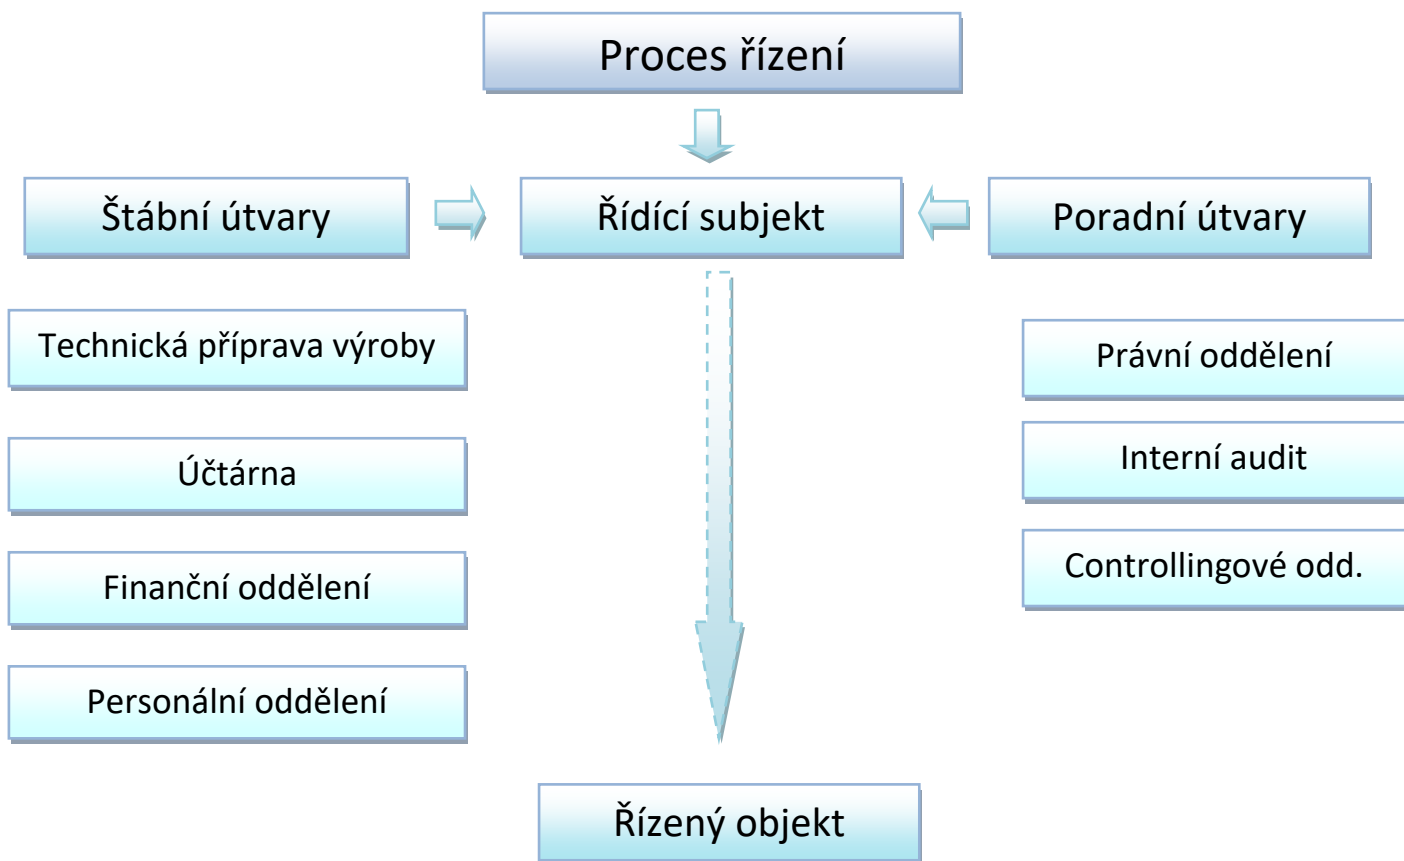 Proces řízení
Štábní útvary
Řídící subjekt
Poradní útvary
Technická příprava výroby
Právní oddělení
Účtárna
Interní audit
Finanční oddělení
Controllingové odd.
Personální oddělení
Řízený objekt